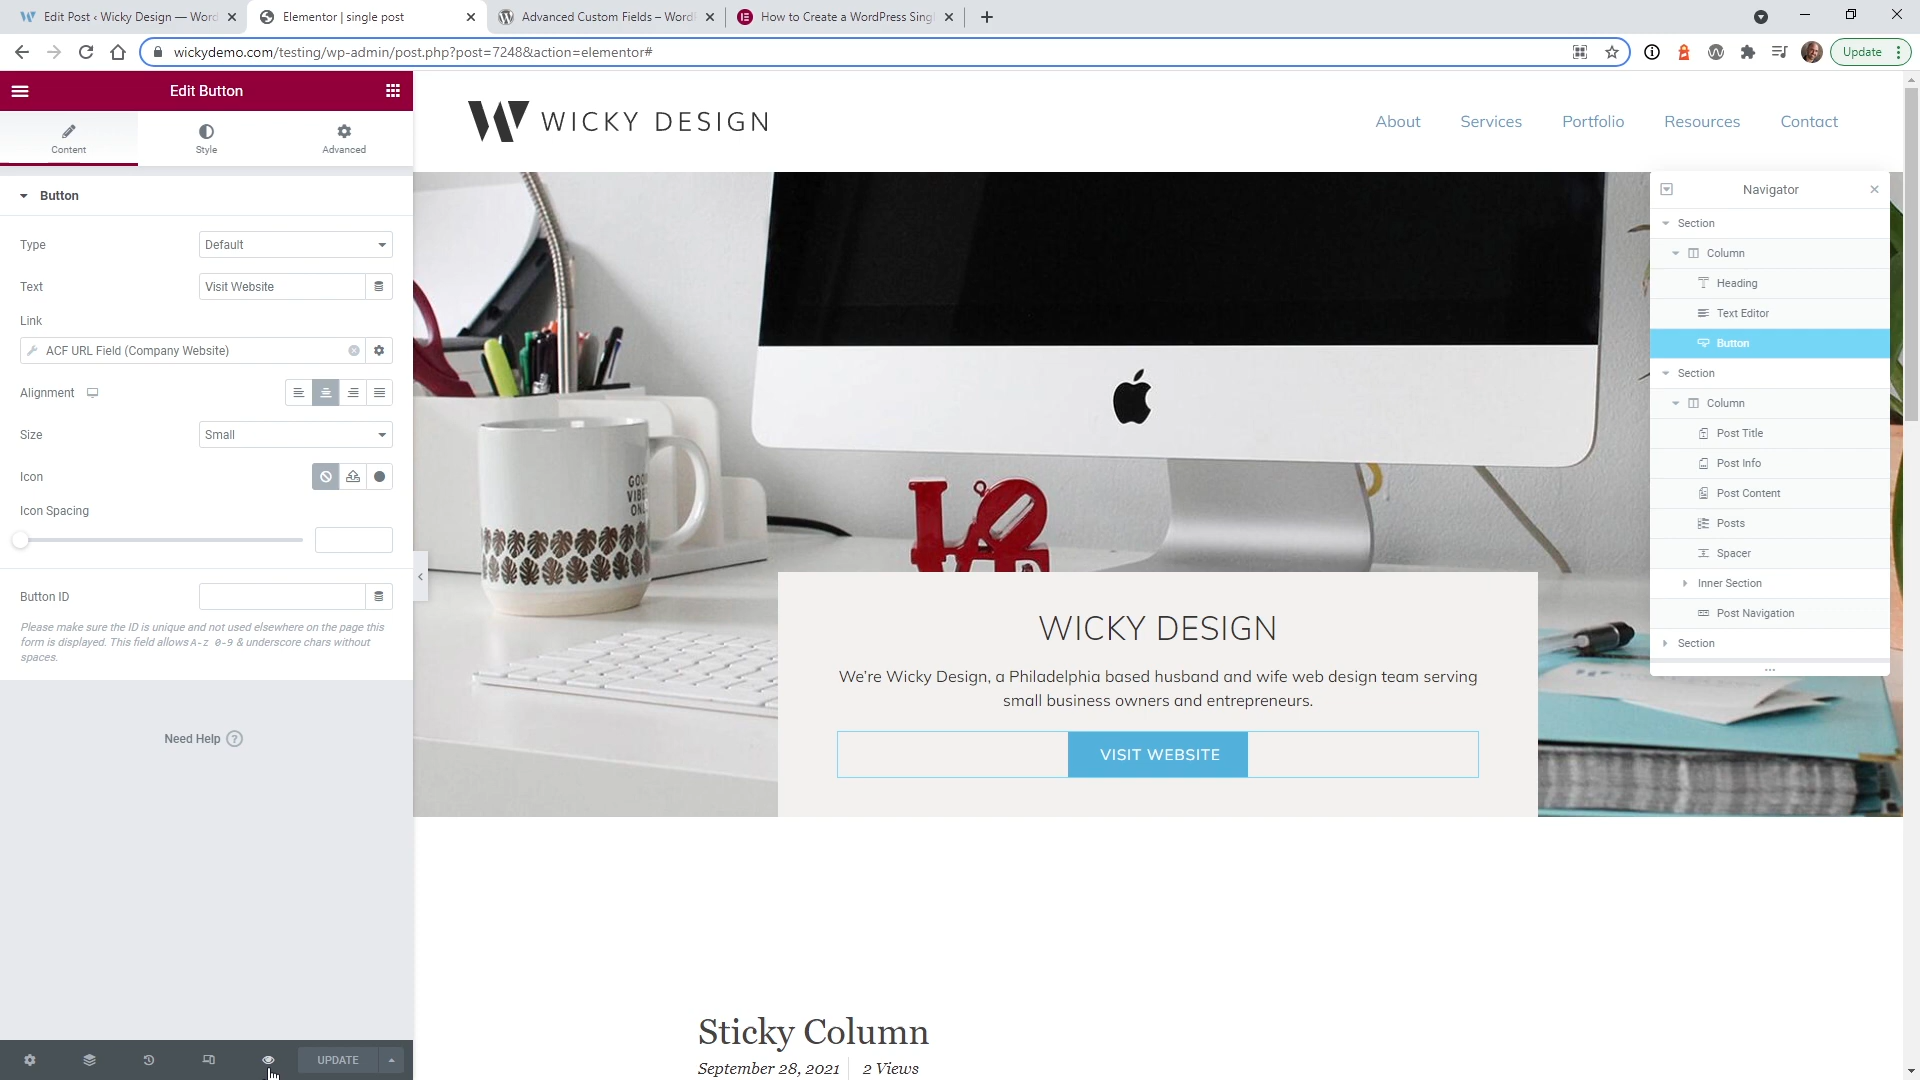 Edit Post ‹ Wicky Design — Word
Elementor | single post
Advanced Custom Fields – WordP
How to Create a WordPress Sing
wickydemo.com/testing/wp-admin/post.php?post=7248&action=elementor#
Update
Edit Button
Content
Style
Advanced
Button
Type
Default
Text
Visit Website
Link
ACF URL Field (Company Website)
Alignment
Size
Small
Icon
Icon Spacing
Button ID
Please make sure the ID is unique and not used elsewhere on the page this
form is displayed. This field allows A-z 0-9 & underscore chars without
spaces.
Need Help ?
UPDATE
WICKY DESIGN
About
Services
Portfolio
Resources
Contact
GOOD
VIBES
ONLY
LOVE
WICKY DESIGN
We're Wicky Design, a Philadelphia based husband and wife web design team serving
small business owners and entrepreneurs.
VISIT WEBSITE
Sticky Column
September 28, 2021
2 Views
Navigator
Section
Column
Heading
Text Editor
Button
Section
Column
Post Title
Post Info
Post Content
Posts
Spacer
Inner Section
Post Navigation
Section